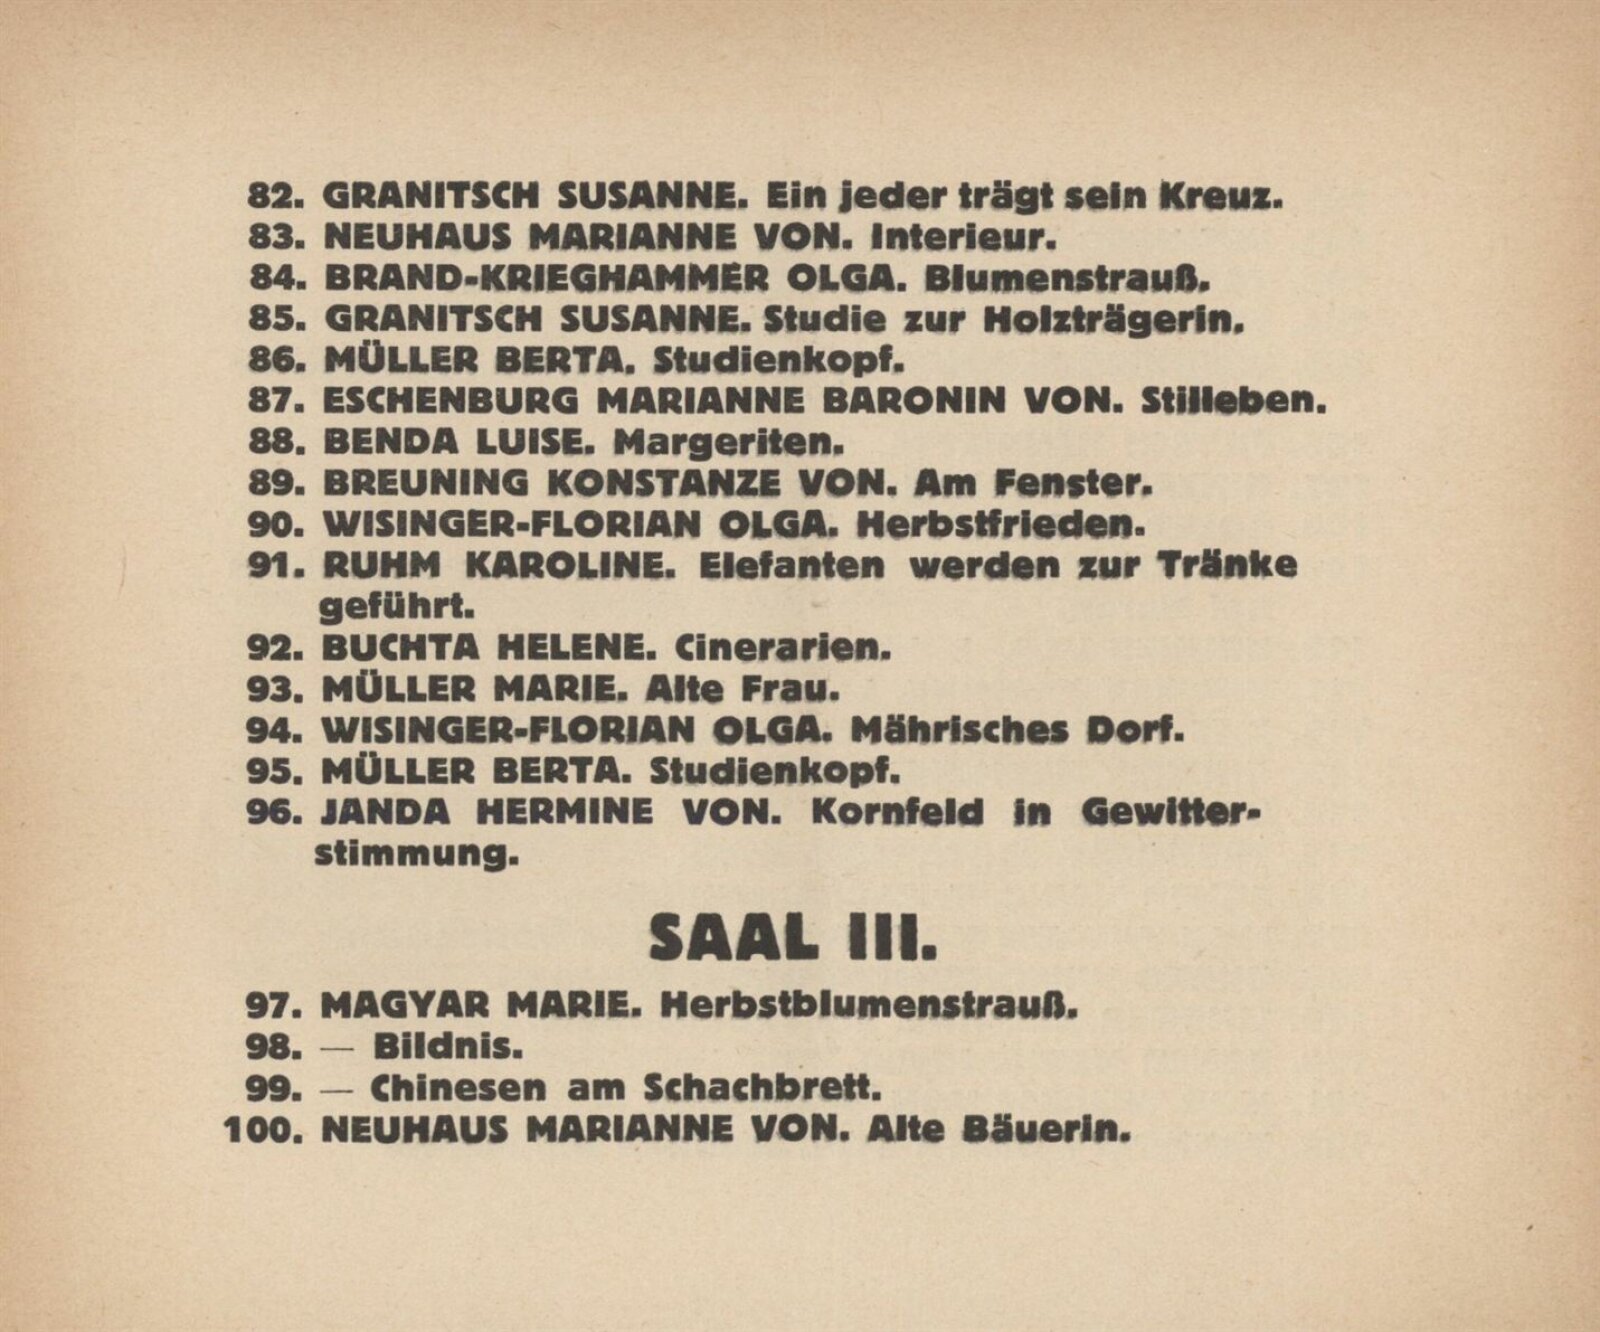 82. GRANITSCH SUSANNE. Ein jeder trägt sein Kreuz.
83. NEUHAUS MARIANNE VON. Interieur.
84. BRAND-KRIEGHAMMER OLGA. Blumenstrauß.
85. GRANITSCH SUSANNE. Studie zur Holzträgerin.
86. MÜLLER BERTA. Studienkopf.
87. ESCHENBURG MARIANNE BARONIN VON. Stilleben.
88. BENDA LUISE. Margeriten.
89. BREUNING KONSTANZE VON. Am Fenster.
90. WISINGER-FLORIAN OLGA. Herbstfrieden.
91. RUHM KAROLINE. Elefanten werden zur Tränke
geführt.
92. BUCHTA HELENE. Cinerarien.
93. MÜLLER MARIE. Alte Frau.
94. WISINGER-FLORIAN OLGA. Mährisches Dorf.
95. MÜLLER BERTA. Studienkopf.
96. JANDA HERMINE VON. Kornfeld in Gewitter-
stimmung.
SAAL III.
97. MAGYAR MARIE. Herbstblumenstrauß.
98. — Bildnis.
99. — Chinesen am Schachbrett.
100. NEUHAUS MARIANNE VON. Alte Bäuerin.